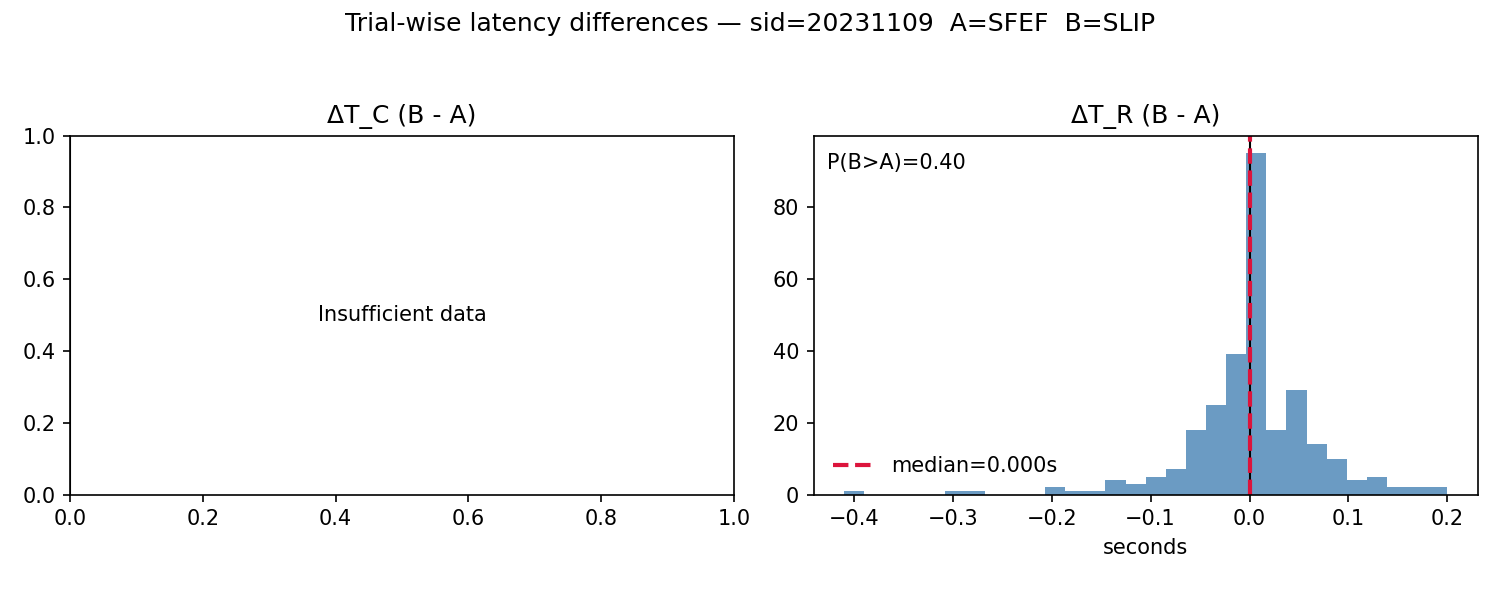 Trial-wise latency differences — sid=20231109  A=SFEF  B=SLIP
ΔT_C (B - A)
1.0
0.8
0.6
0.4
0.2
0.0
Insufficient data
0.0 0.2 0.4 0.6 0.8 1.0
ΔT_R (B - A)
P(B>A)=0.40
80
60
40
20
0
median=0.000s
−0.4 −0.3 −0.2 −0.1 0.0 0.1 0.2
seconds